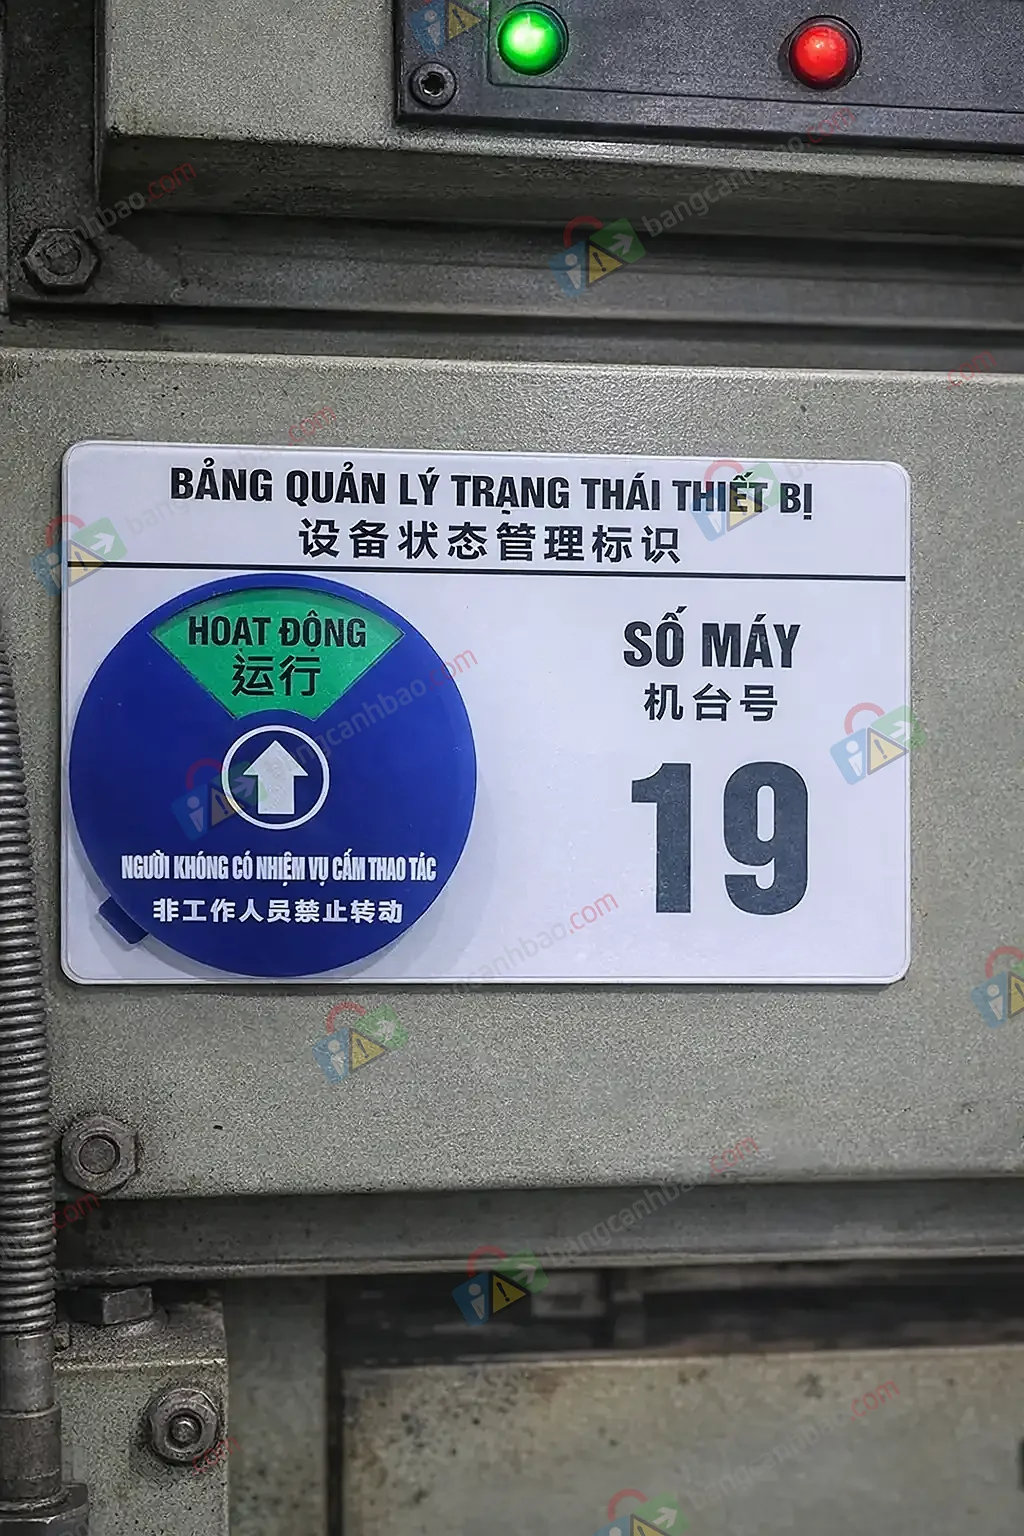 BẢNG QUẢN LÝ TRẠNG THÁI THIẾT BỊ
设备状态管理标识
HOẠT ĐỘNG
运行
NGƯỜI KHÔNG CÓ NHIỆM VỤ CẤM THAO TÁC
非工作人员禁止转动
SỐ MÁY
机台号
19
bangcanhbao.com